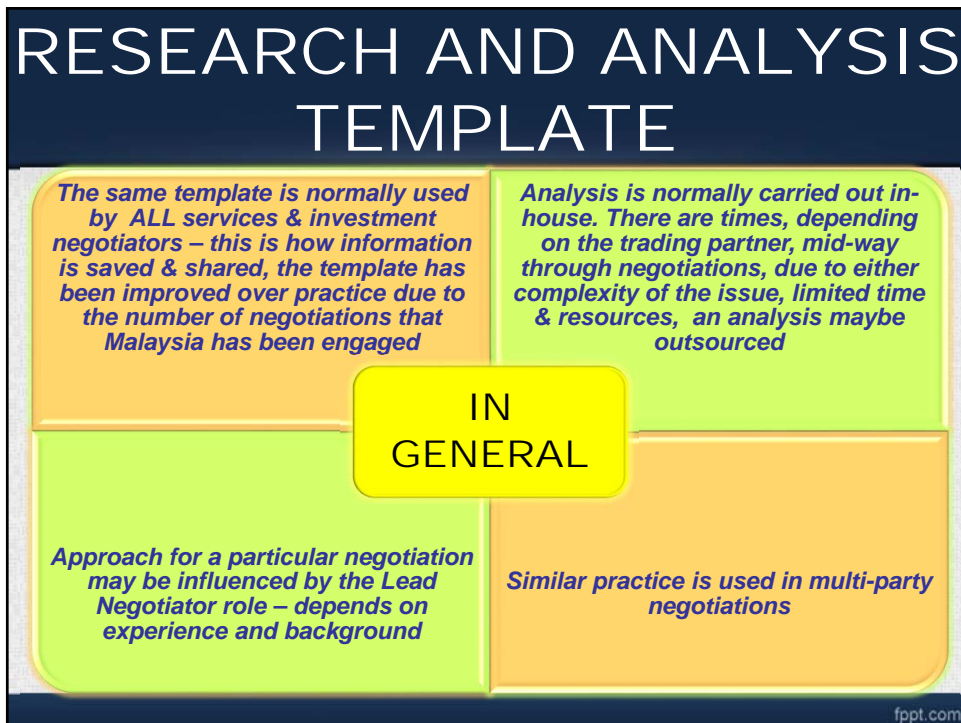 RESEARCH AND ANALYSIS
TEMPLATE
The same template is normally used
by ALL services & investment
negotiators – this is how information
is saved & shared, the template has
been improved over practice due to
the number of negotiations that
Malaysia has been engaged
Analysis is normally carried out in-
house. There are times, depending
on the trading partner, mid-way
through negotiations, due to either
complexity of the issue, limited time
& resources, an analysis maybe
outsourced
IN
GENERAL
Approach for a particular negotiation
may be influenced by the Lead
Negotiator role – depends on
experience and background
Similar practice is used in multi-party
negotiations
fppt.com